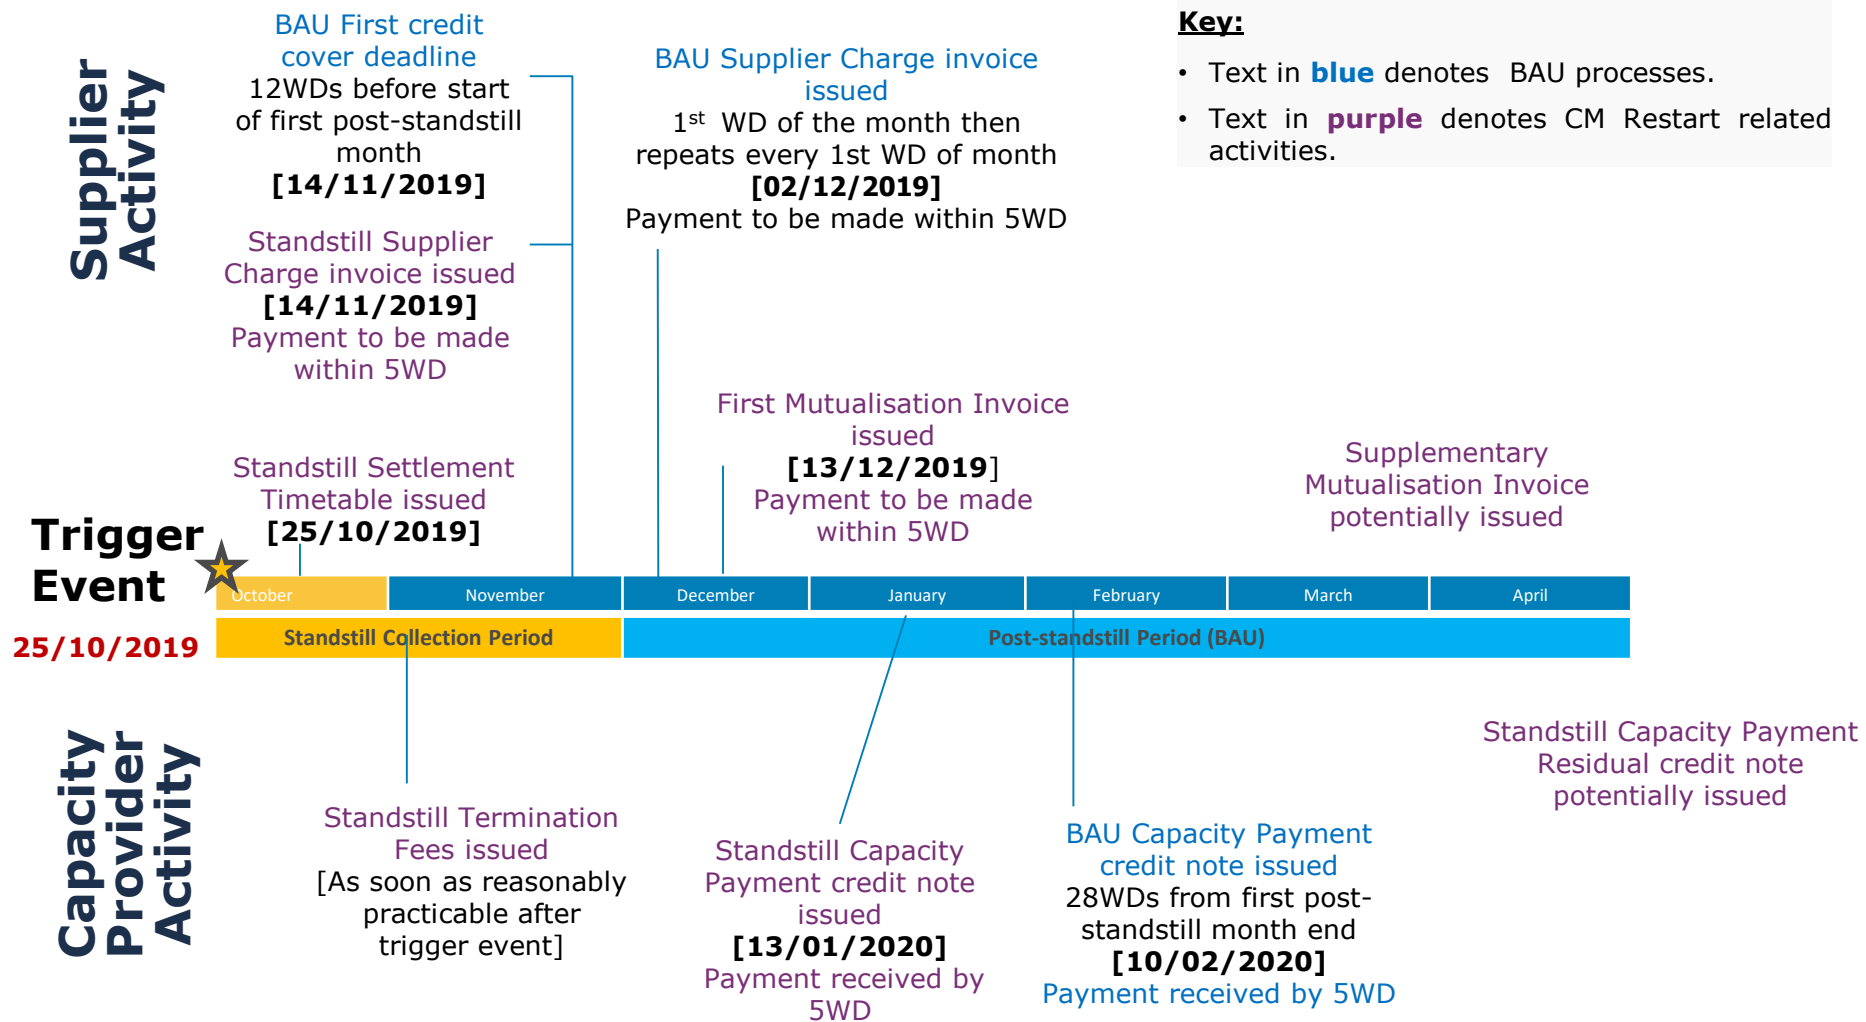 Supplier
Activity
BAU First credit
cover deadline
12WDs before start
of first post-standstill
month
[14/11/2019]
Standstill Supplier
Charge invoice issued
[14/11/2019]
Payment to be made
within 5WD
Standstill Settlement
Timetable issued
[25/10/2019]
BAU Supplier Charge invoice
issued
1st WD of the month then
repeats every 1st WD of month
[02/12/2019]
Payment to be made within 5WD
First Mutualisation Invoice
issued
[13/12/2019]
Payment to be made
within 5WD
Key:
• Text in blue denotes BAU processes.
• Text in purple denotes CM Restart related
activities.
Supplementary
Mutualisation Invoice
potentially issued
Trigger
Event
25/10/2019
October November December January February March April
Standstill Collection Period Post-standstill Period (BAU)
Capacity
Provider
Activity
Standstill Termination
Fees issued
[As soon as reasonably
practicable after
trigger event]
Standstill Capacity
Payment credit note
issued
[13/01/2020]
Payment received by
5WD
BAU Capacity Payment
credit note issued
28WDs from first post-
standstill month end
[10/02/2020]
Payment received by 5WD
Standstill Capacity Payment
Residual credit note
potentially issued